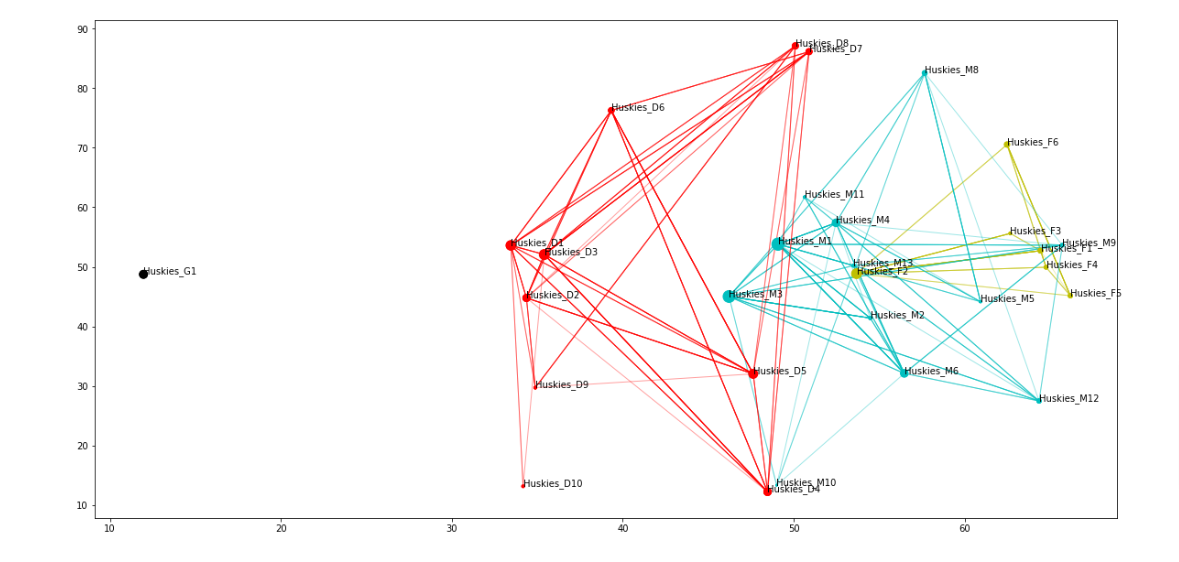 90
80
70
60
50
40
30
20
10
10
20
30
40
50
60
Huskies_D8
Huskies_D7
Huskies_M8
Huskies_D6
Huskies_F6
Huskies_M11
Huskies_M4
Huskies_F3
Huskies_D1
Huskies_M1
Huskies_M9
Huskies_F1
Huskies_D3
Huskies_M13
Huskies_F4
Huskies_G1
Huskies_F2
Huskies_D2
Huskies_M3
Huskies_F5
Huskies_M5
Huskies_M2
Huskies_D5
Huskies_M6
Huskies_D9
Huskies_M12
Huskies_D10
Huskies_M10
Huskies_D4